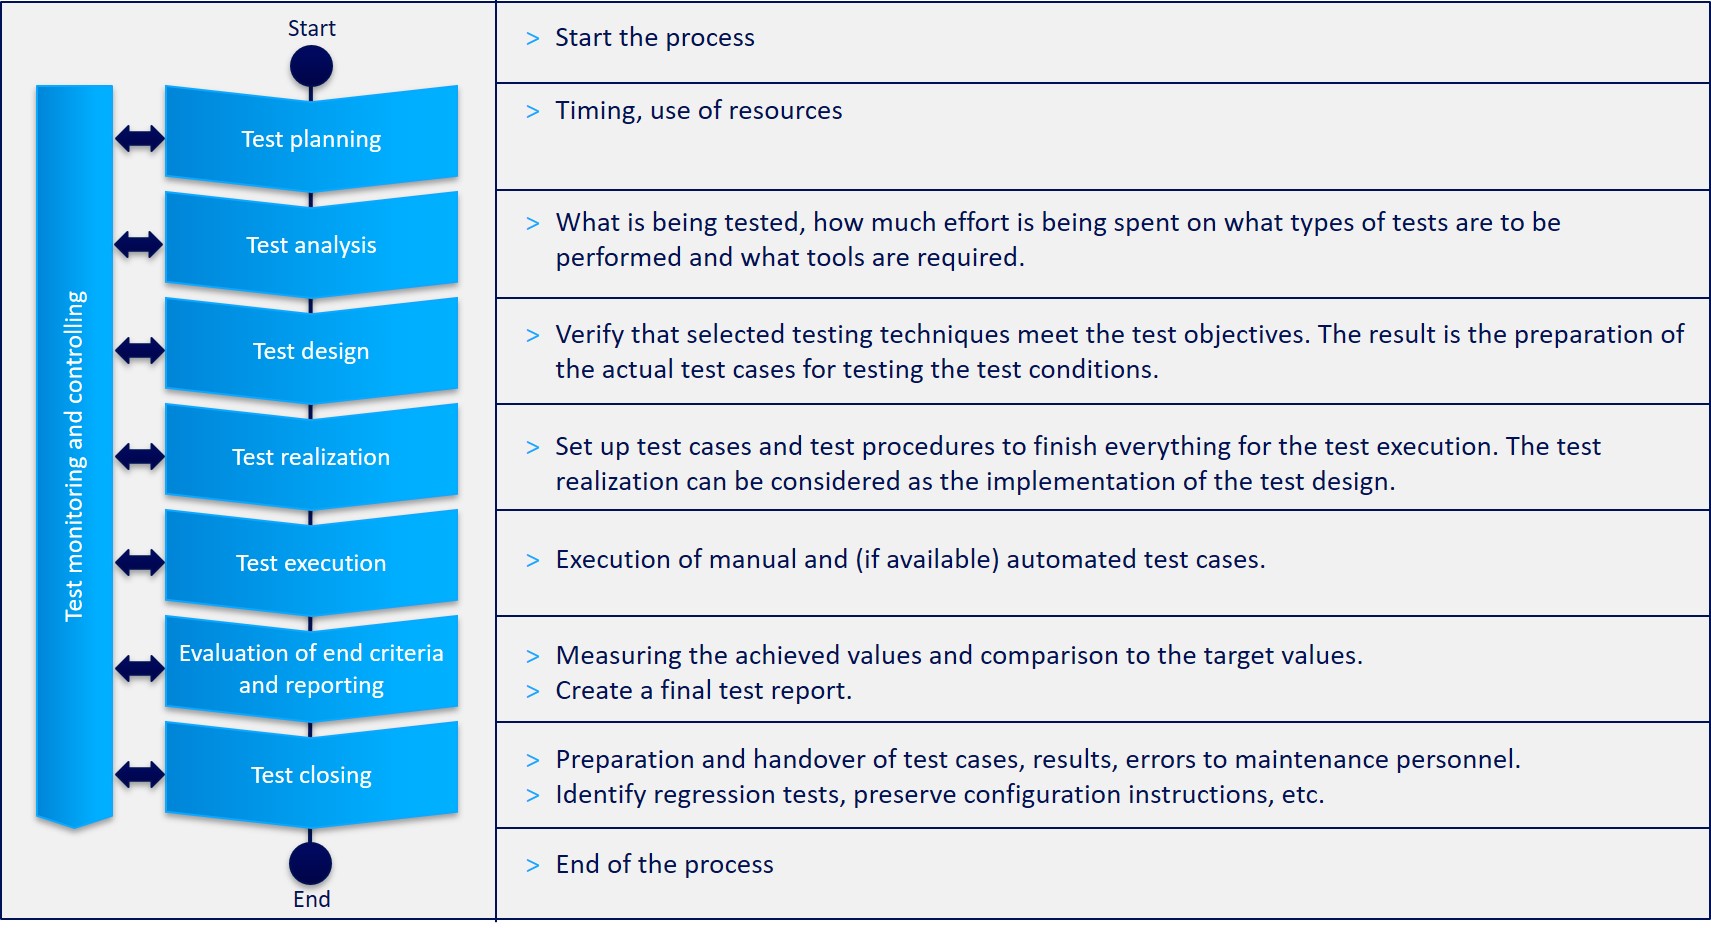 Start
> Start the process
Test monitoring and controlling
Test planning
> Timing, use of resources
Test analysis
> What is being tested, how much effort is being spent on what types of tests are to be
performed and what tools are required.
Test design
> Verify that selected testing techniques meet the test objectives. The result is the preparation of
the actual test cases for testing the test conditions.
Test realization
> Set up test cases and test procedures to finish everything for the test execution. The test
realization can be considered as the implementation of the test design.
Test execution
> Execution of manual and (if available) automated test cases.
Evaluation of end criteria
and reporting
> Measuring the achieved values and comparison to the target values.
> Create a final test report.
Test closing
> Preparation and handover of test cases, results, errors to maintenance personnel.
> Identify regression tests, preserve configuration instructions, etc.
End
> End of the process